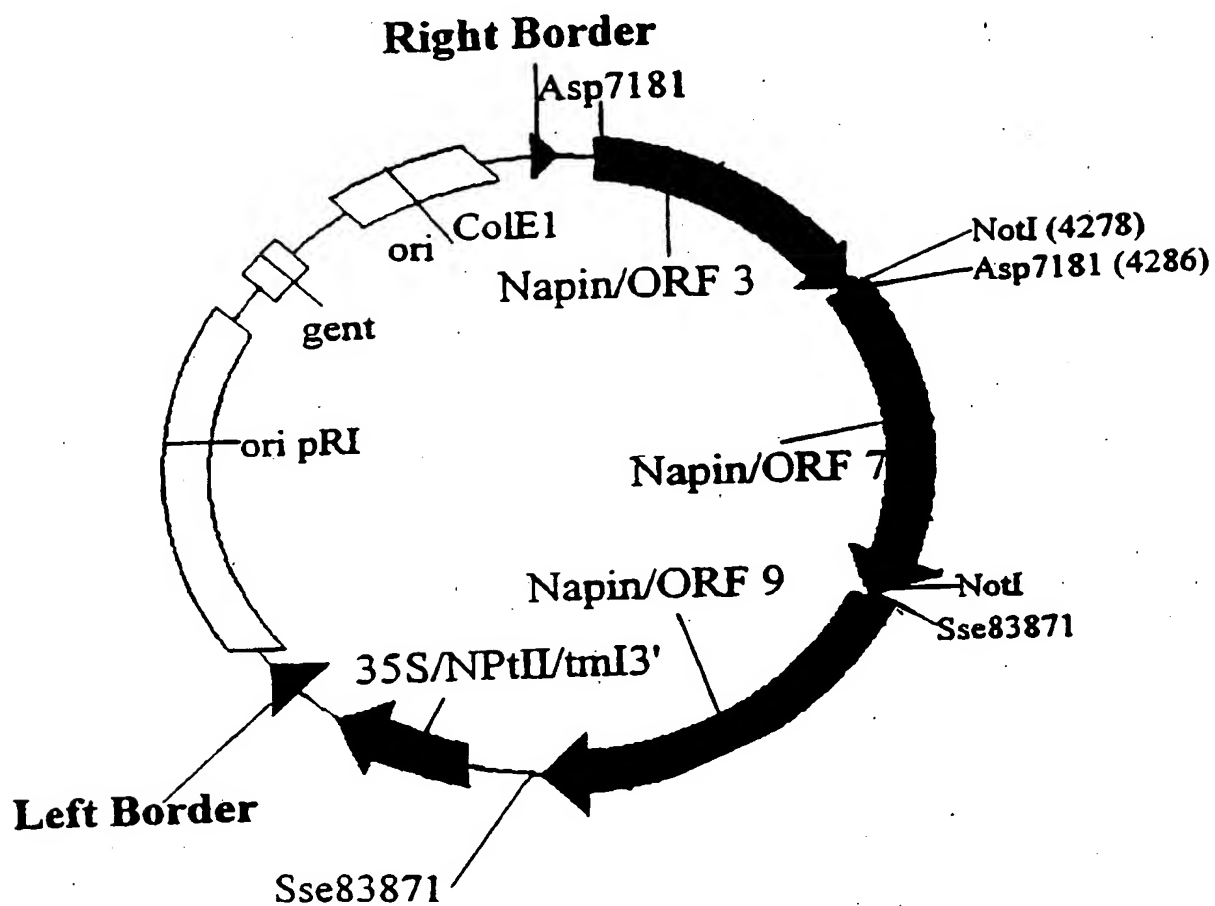 Right Border
Asp7181
ori
ColE1
NotI (4278)
Asp7181 (4286)
Napin/ORF 3
gent
ori pRI
Napin/ORF 7
Napin/ORF 9
NotI
Sse83871
35S/NPtII/tmI3'
Left Border
Sse83871